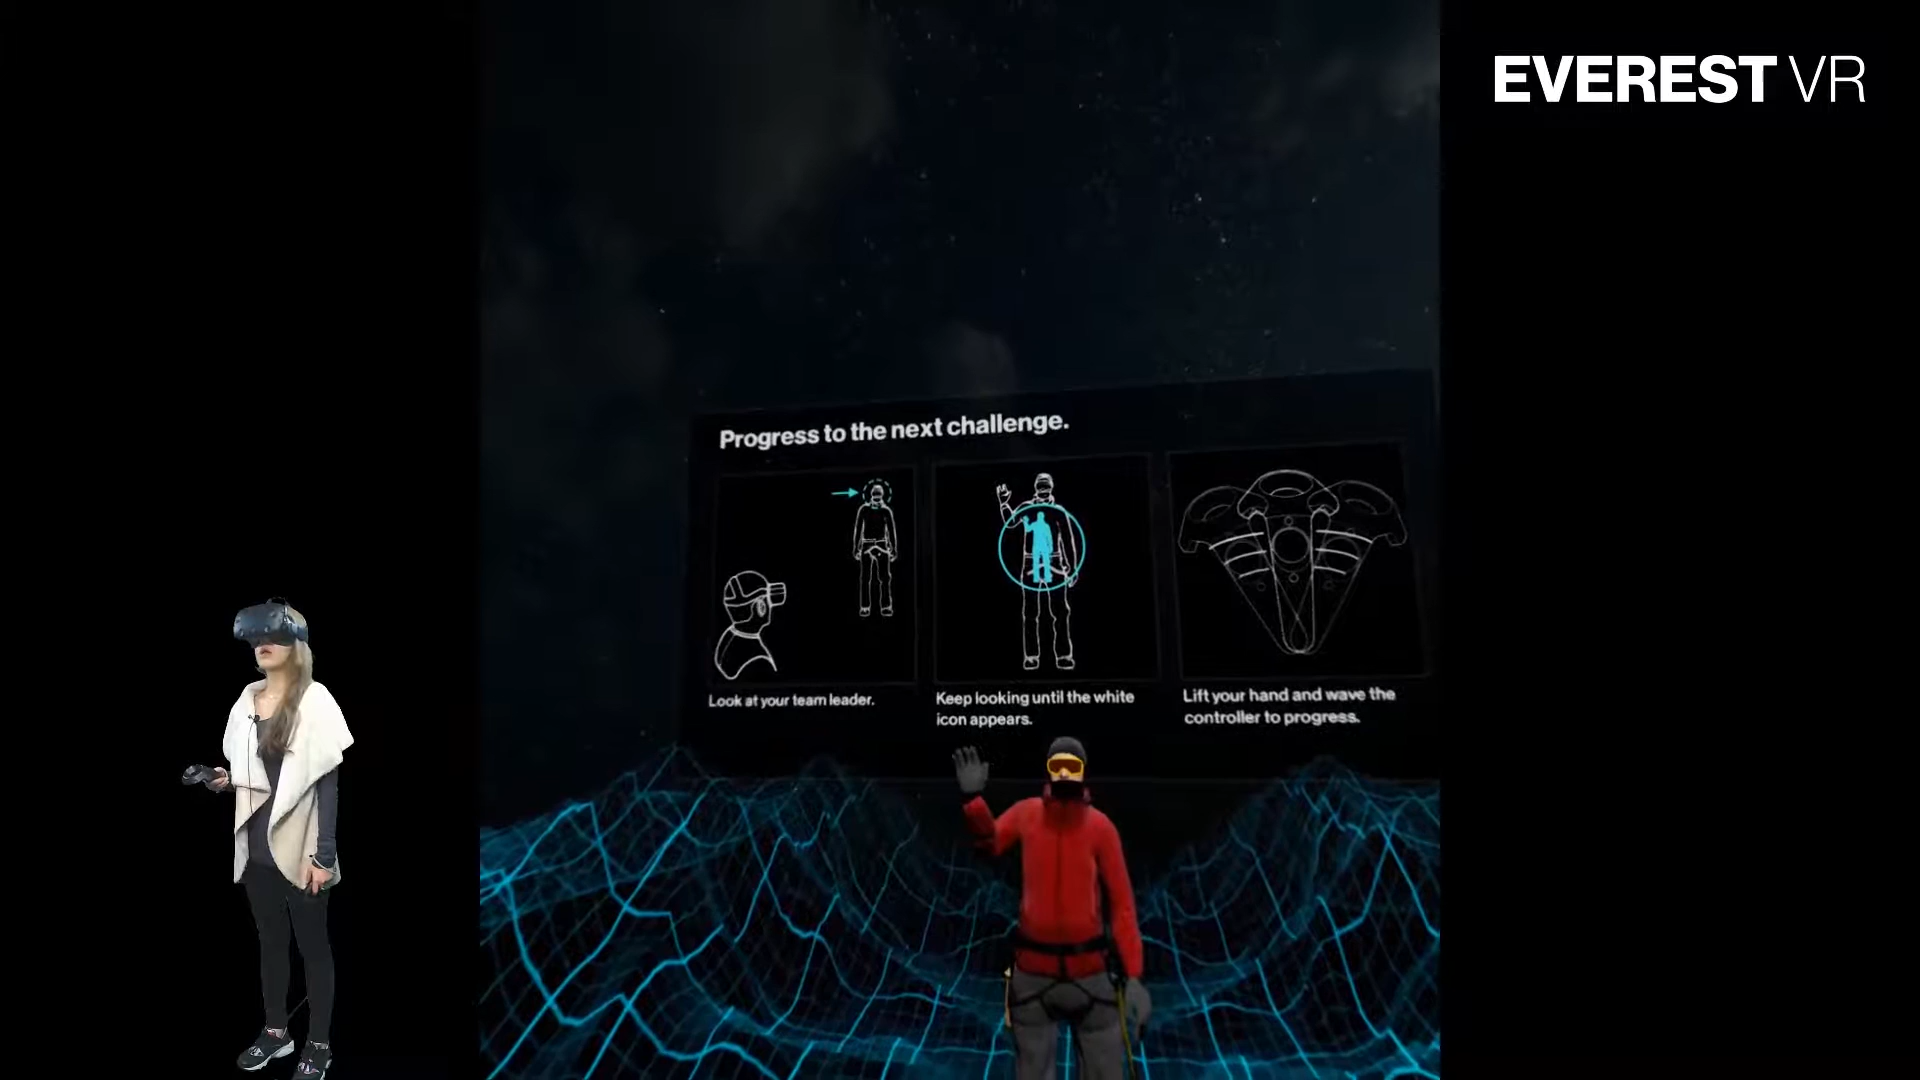 EVEREST VR
Progress to the next challenge.
Look at your team leader.
Keep looking until the white
icon appears.
Lift your hand and wave the
controller to progress.